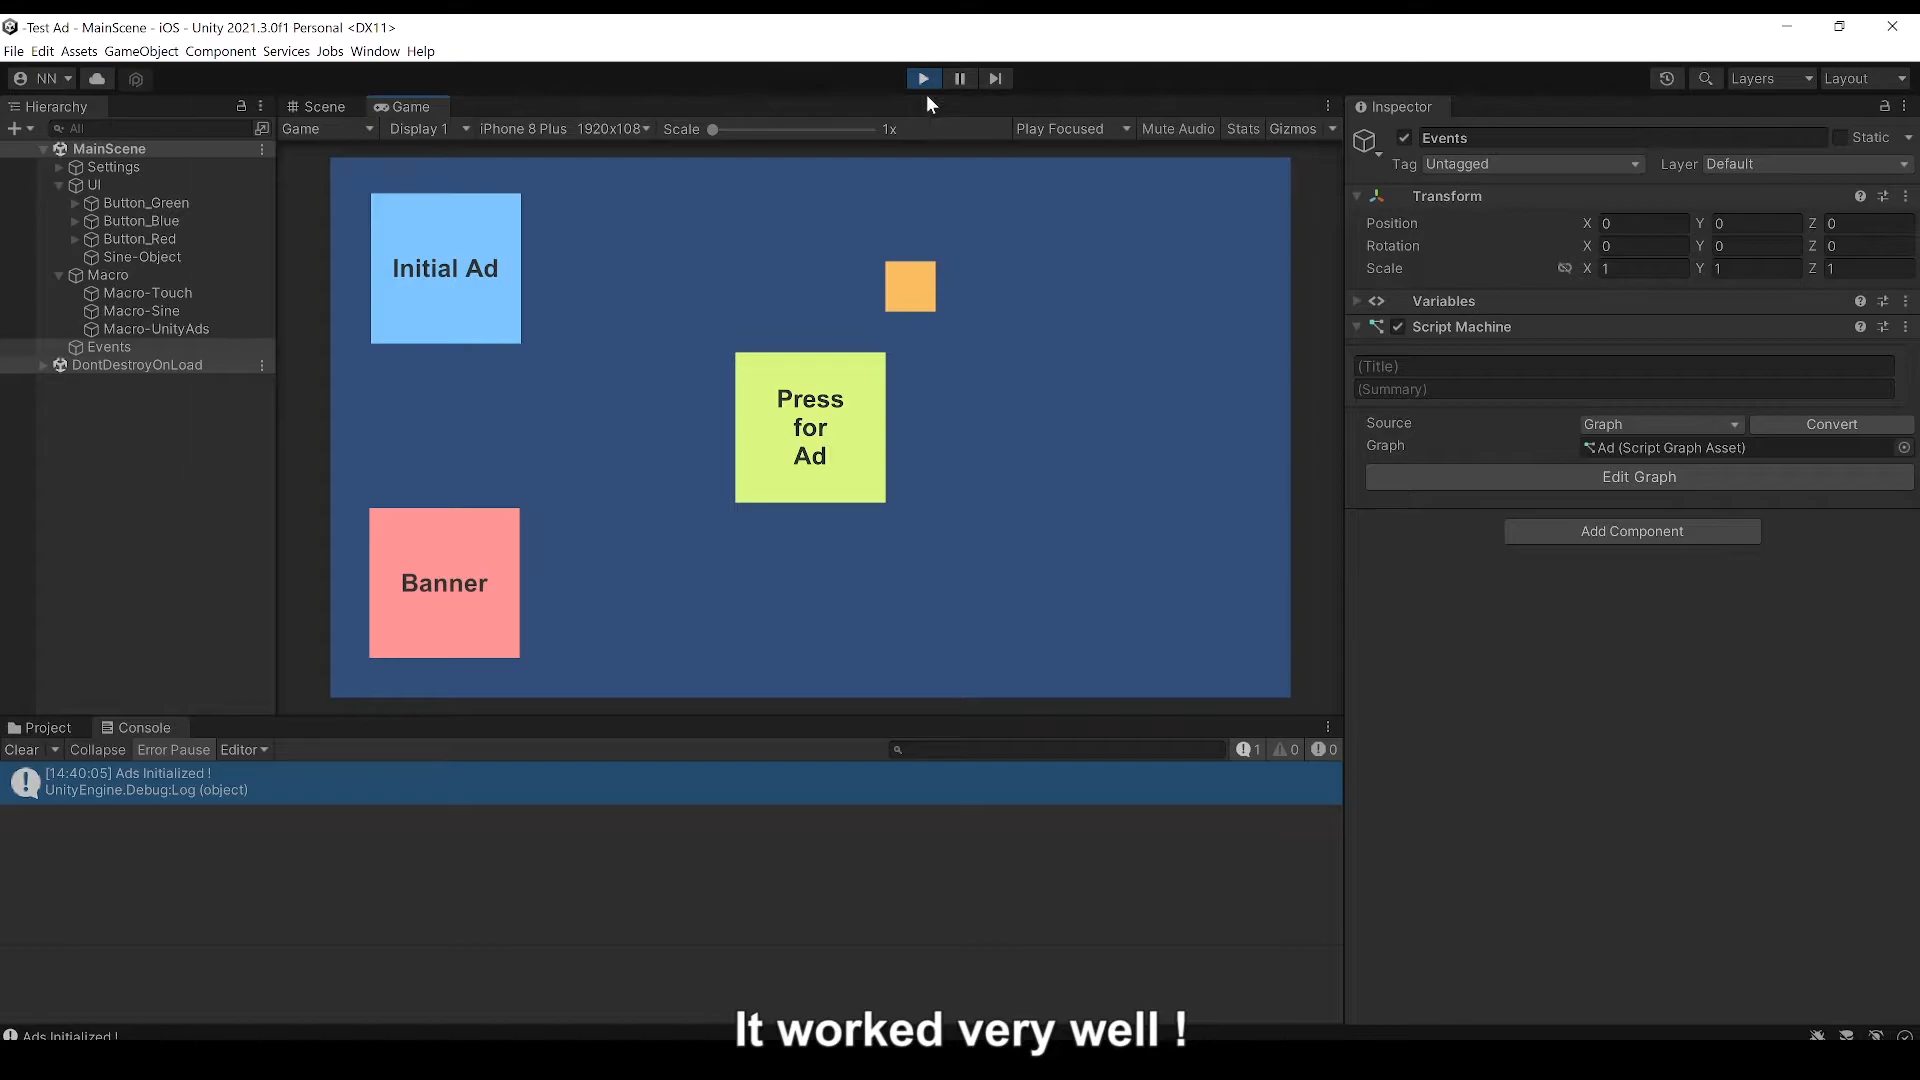 -Test Ad - MainScene - iOS - Unity 2021.3.0f1 Personal <DX11>
File Edit Assets GameObject Component Services Jobs Window Help
NN
Layers
Layout
Hierarchy
All
MainScene
Settings
UI
Button_Green
Button_Blue
Button_Red
Sine-Object
Macro
Macro-Touch
Macro-Sine
Macro-UnityAds
Events
DontDestroyOnLoad
Scene
Game
Game
Display 1
iPhone 8 Plus 1920x108
Scale
1x
Play Focused
Mute Audio
Stats
Gizmos
Initial Ad
Press
for
Ad
Banner
Inspector
Events
Static
Tag Untagged
Layer Default
Transform
Position X 0 Y 0 Z 0
Rotation X 0 Y 0 Z 0
Scale X 1 Y 1 Z 1
Variables
Script Machine
(Title)
(Summary)
Source Graph Convert
Graph Ad (Script Graph Asset)
Edit Graph
Add Component
Project
Console
Clear
Collapse
Error Pause
Editor
1
0
0
[14:40:05] Ads Initialized !
UnityEngine.Debug:Log (object)
Ads Initialized !
It worked very well !